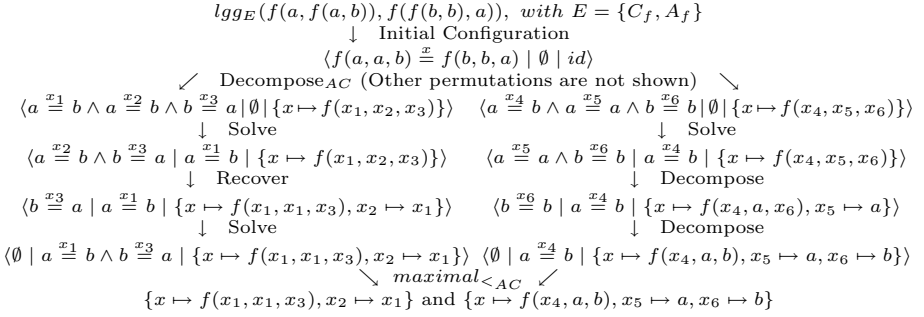 lgg_E(f(a, f(a, b)), f(f(b, b), a)), with E = {C_f, A_f}
↓ Initial Configuration
⟨f(a, a, b) ≗^x f(b, b, a) | ∅ | id⟩
↙ Decompose_AC (Other permutations are not shown) ↘
⟨a =^{x_1} b ∧ a =^{x_2} b ∧ b =^{x_3} a | ∅ | {x ↦ f(x_1, x_2, x_3)}⟩ ⟨a =^{x_4} b ∧ a =^{x_5} a ∧ b =^{x_6} b | ∅ | {x ↦ f(x_4, x_5, x_6)}⟩
↓ Solve ↓ Solve
⟨a =^{x_2} b ∧ b =^{x_3} a | a =^{x_1} b | {x ↦ f(x_1, x_2, x_3)}⟩ ⟨a =^{x_5} a ∧ b =^{x_6} b | a =^{x_4} b | {x ↦ f(x_4, x_5, x_6)}⟩
↓ Recover ↓ Decompose
⟨b =^{x_3} a | a =^{x_1} b | {x ↦ f(x_1, x_1, x_3), x_2 ↦ x_1}⟩ ⟨b =^{x_6} b | a =^{x_4} b | {x ↦ f(x_4, a, x_6), x_5 ↦ a}⟩
↓ Solve ↓ Decompose
⟨∅ | a =^{x_1} b ∧ b =^{x_3} a | {x ↦ f(x_1, x_1, x_3), x_2 ↦ x_1}⟩ ⟨∅ | a =^{x_4} b | {x ↦ f(x_4, a, b), x_5 ↦ a, x_6 ↦ b}⟩
↘ maximal_{<_AC} ↙
{x ↦ f(x_1, x_1, x_3), x_2 ↦ x_1} and {x ↦ f(x_4, a, b), x_5 ↦ a, x_6 ↦ b}